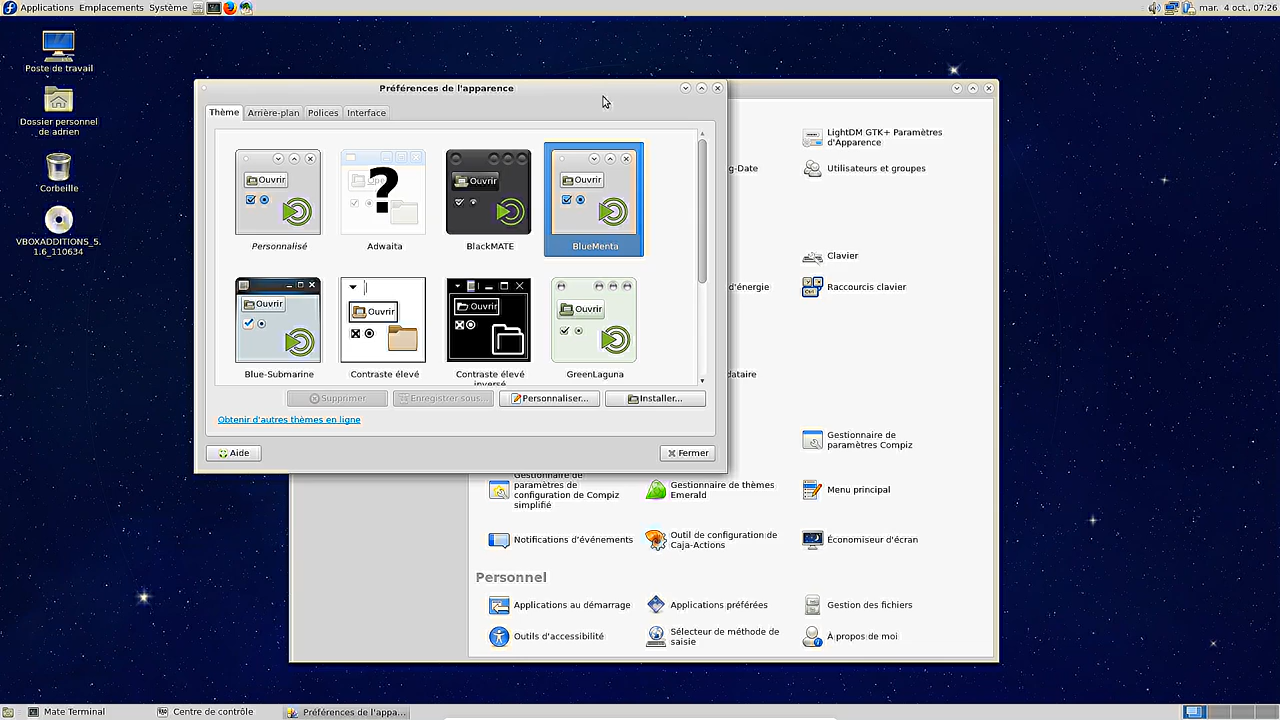 Applications Emplacements Système
mar. 4 oct., 07:26
Poste de travail
Dossier personnel
de adrien
Corbeille
VBOXADDITIONS_5.
1.6_110634
Préférences de l'apparence
Thème Arrière-plan Polices Interface
Ouvrir
Personnalisé
?
Adwaita
Ouvrir
BlackMATE
Ouvrir
BlueMenta
Ouvrir
Blue-Submarine
Ouvrir
Contraste élevé
Ouvrir
Contraste élevé
inversé
Ouvrir
GreenLaguna
Supprimer
Enregistrer sous...
Personnaliser...
Installer...
Obtenir d'autres thèmes en ligne
Aide
Fermer
LightDM GTK+ Paramètres
d'Apparence
g-Date
Utilisateurs et groupes
Clavier
d'énergie
Raccourcis clavier
dataire
Gestionnaire de
paramètres Compiz
Gestionnaire de
paramètres de
configuration de Compiz
simplifié
Gestionnaire de thèmes
Emerald
Menu principal
Notifications d'événements
Outil de configuration de
Caja-Actions
Économiseur d'écran
Personnel
Applications au démarrage
Applications préférées
Gestion des fichiers
Outils d'accessibilité
Sélecteur de méthode de
saisie
À propos de moi
Mate Terminal
Centre de contrôle
Préférences de l'appa...